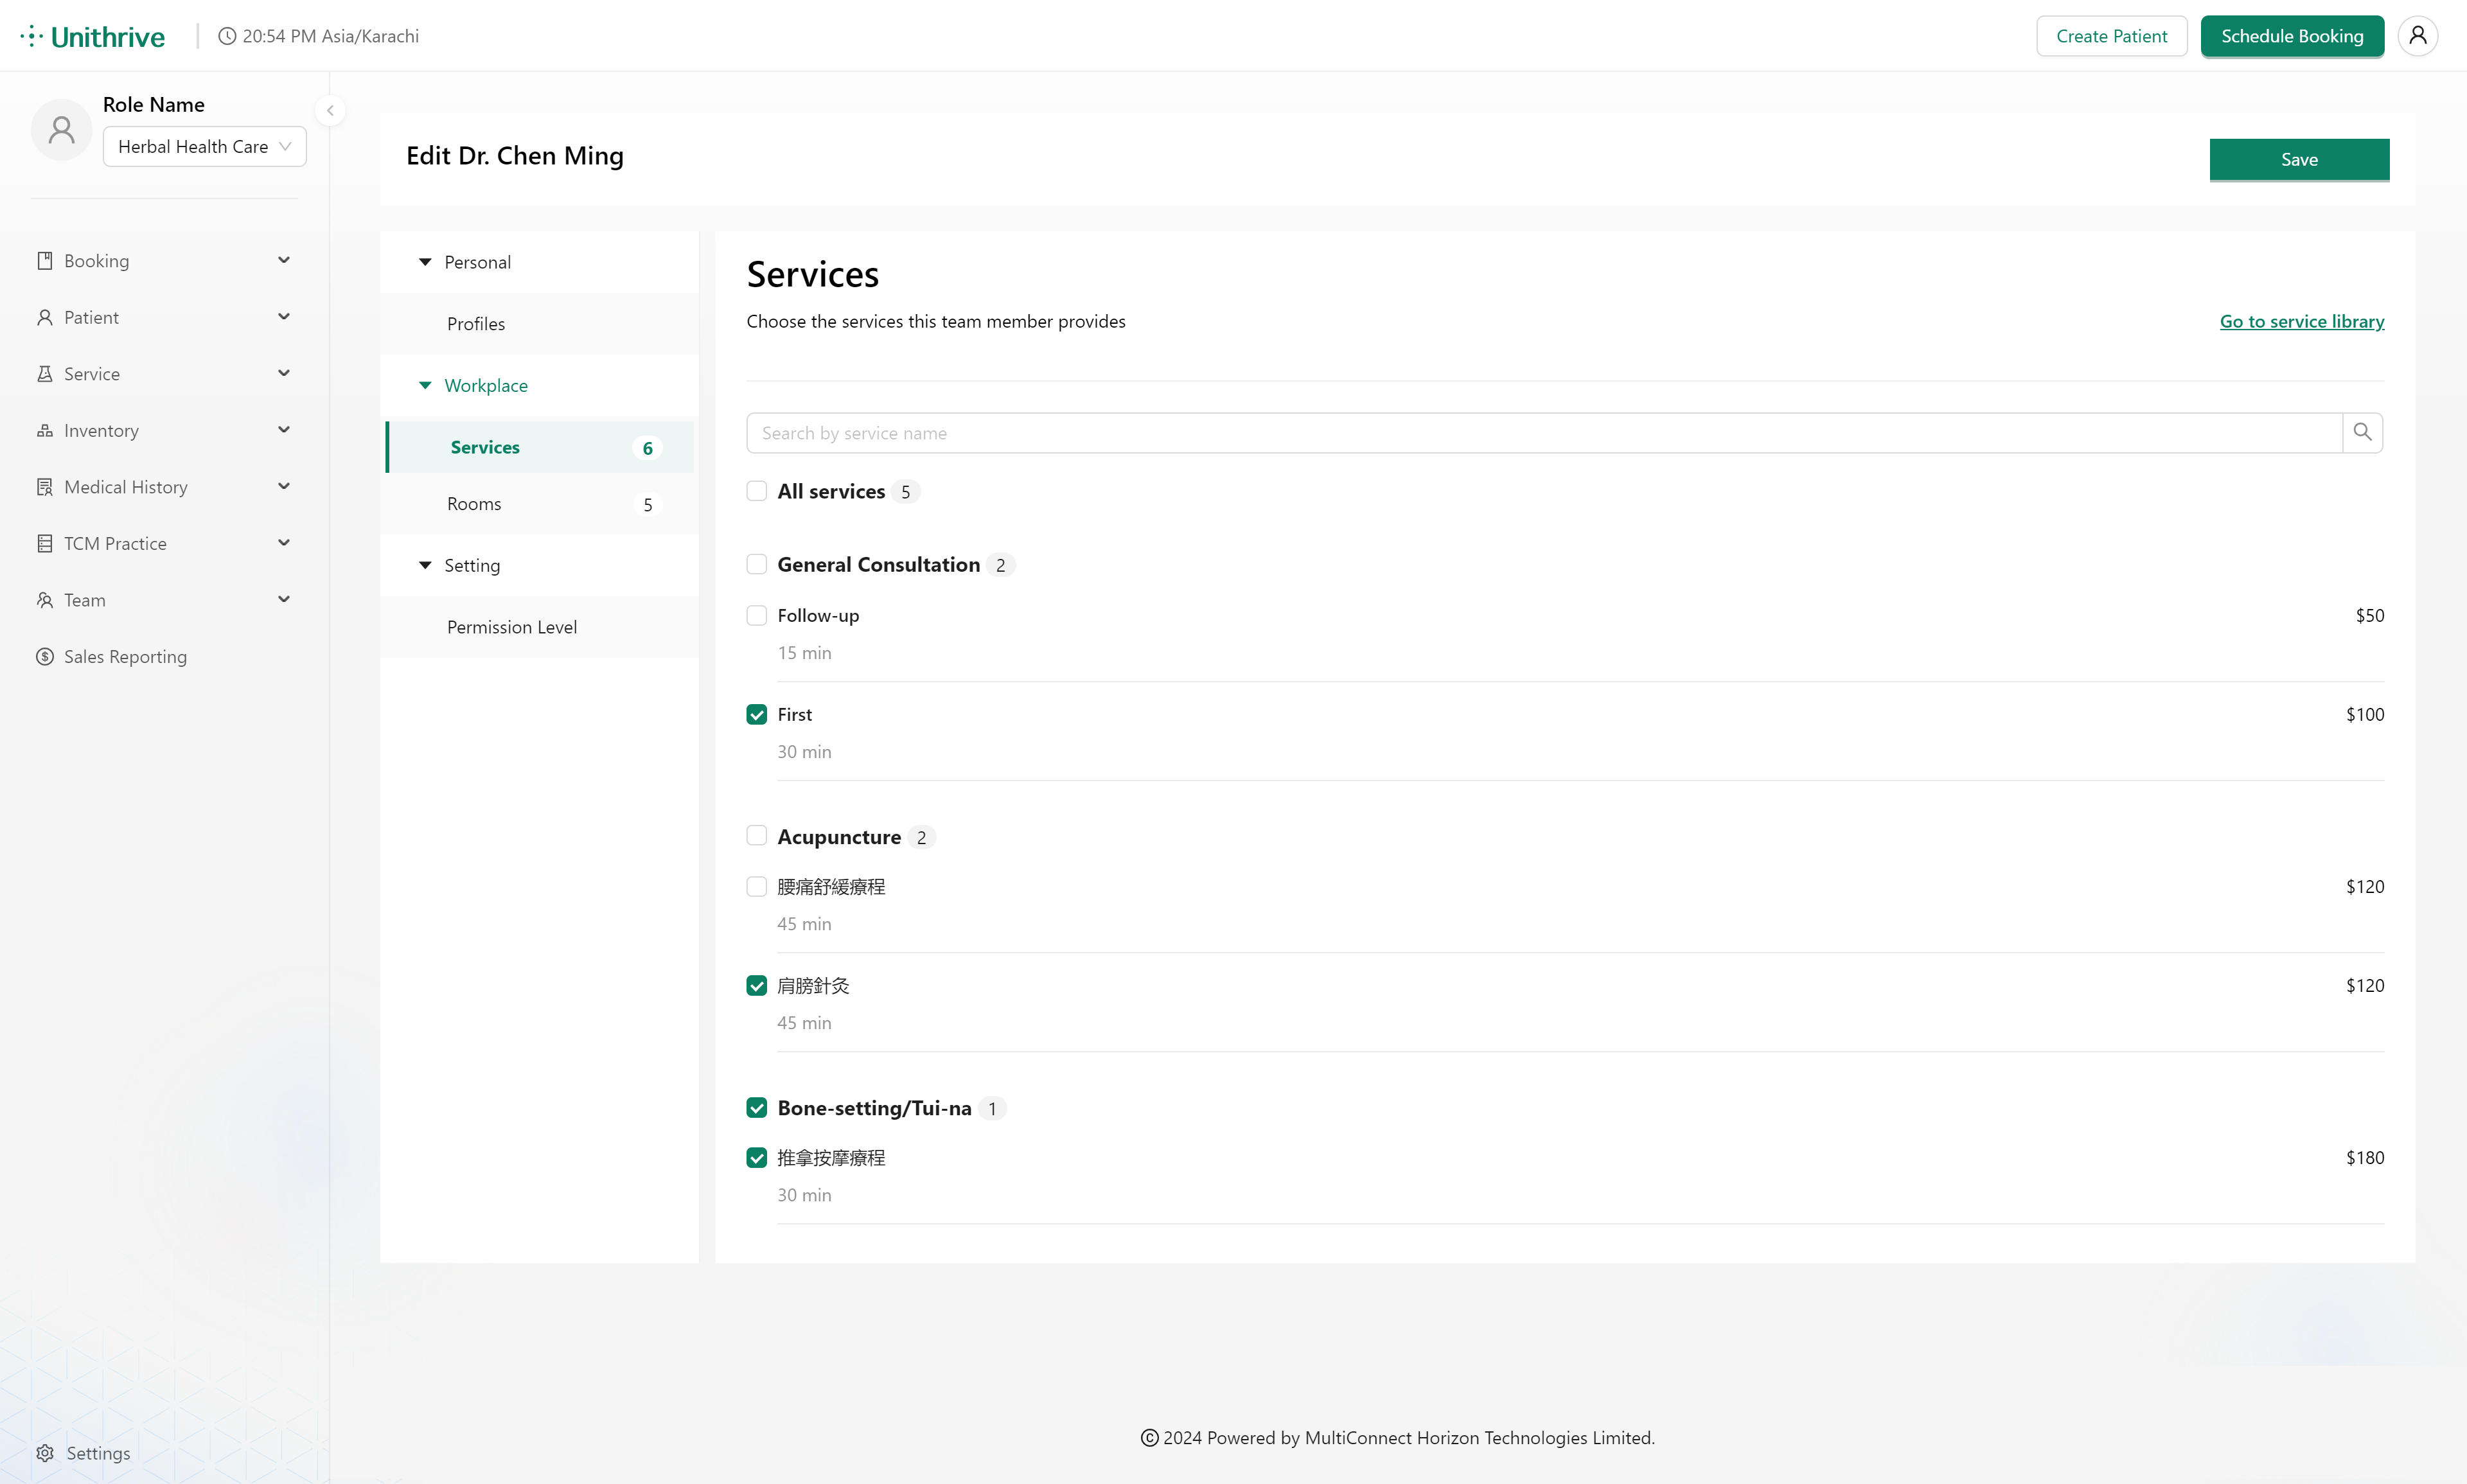 Unithrive
20:54 PM Asia/Karachi
Create Patient
Schedule Booking
Role Name
Herbal Health Care
Booking
Patient
Service
Inventory
Medical History
TCM Practice
Team
Sales Reporting
Settings
Edit Dr. Chen Ming
Save
Personal
Profiles
Workplace
Services 6
Rooms 5
Setting
Permission Level
Services
Choose the services this team member provides
Go to service library
Search by service name
All services 5
General Consultation 2
Follow-up $50
15 min
First $100
30 min
Acupuncture 2
腰痛舒緩療程 $120
45 min
肩膀針灸 $120
45 min
Bone-setting/Tui-na 1
推拿按摩療程 $180
30 min
© 2024 Powered by MultiConnect Horizon Technologies Limited.